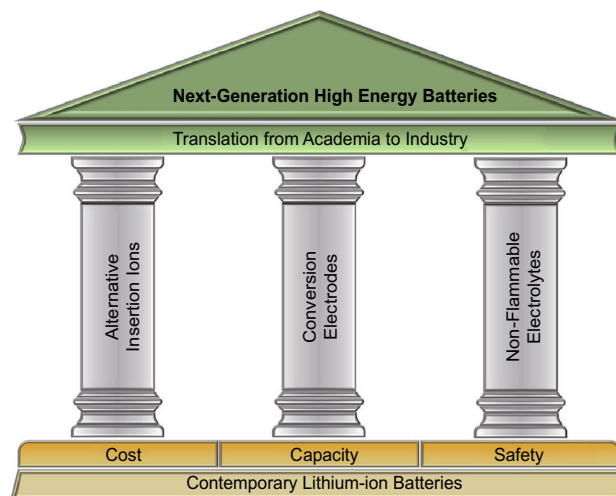 Next-Generation High Energy Batteries
Translation from Academia to Industry
Alternative
Insertion Ions
Conversion
Electrodes
Non-Flammable
Electrolytes
Cost
Capacity
Safety
Contemporary Lithium-ion Batteries